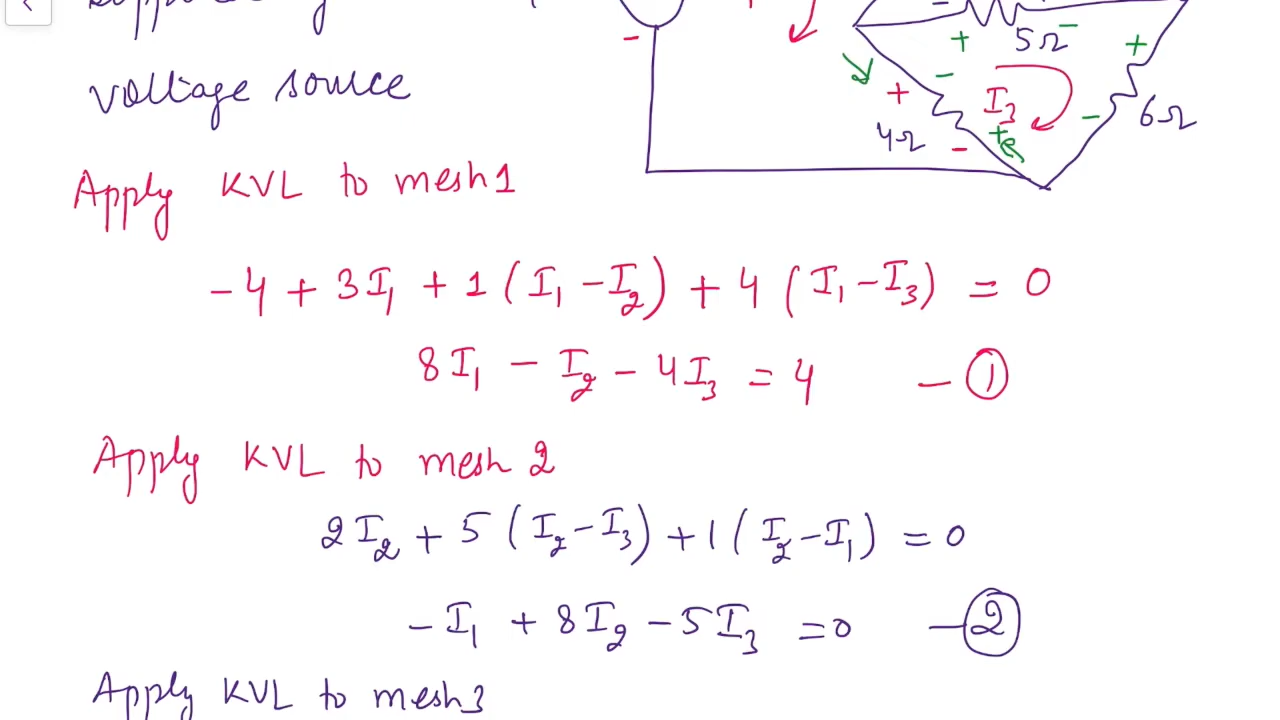 voltage source
5Ω
I3
6Ω
4Ω
Apply KVL to mesh 1
-4 + 3I1 + 1(I1 - I2) + 4(I1 - I3) = 0
8I1 - I2 - 4I3 = 4 - ①
Apply KVL to mesh 2
2I2 + 5(I2 - I3) + 1(I2 - I1) = 0
-I1 + 8I2 - 5I3 = 0 - ②
Apply KVL to mesh 3